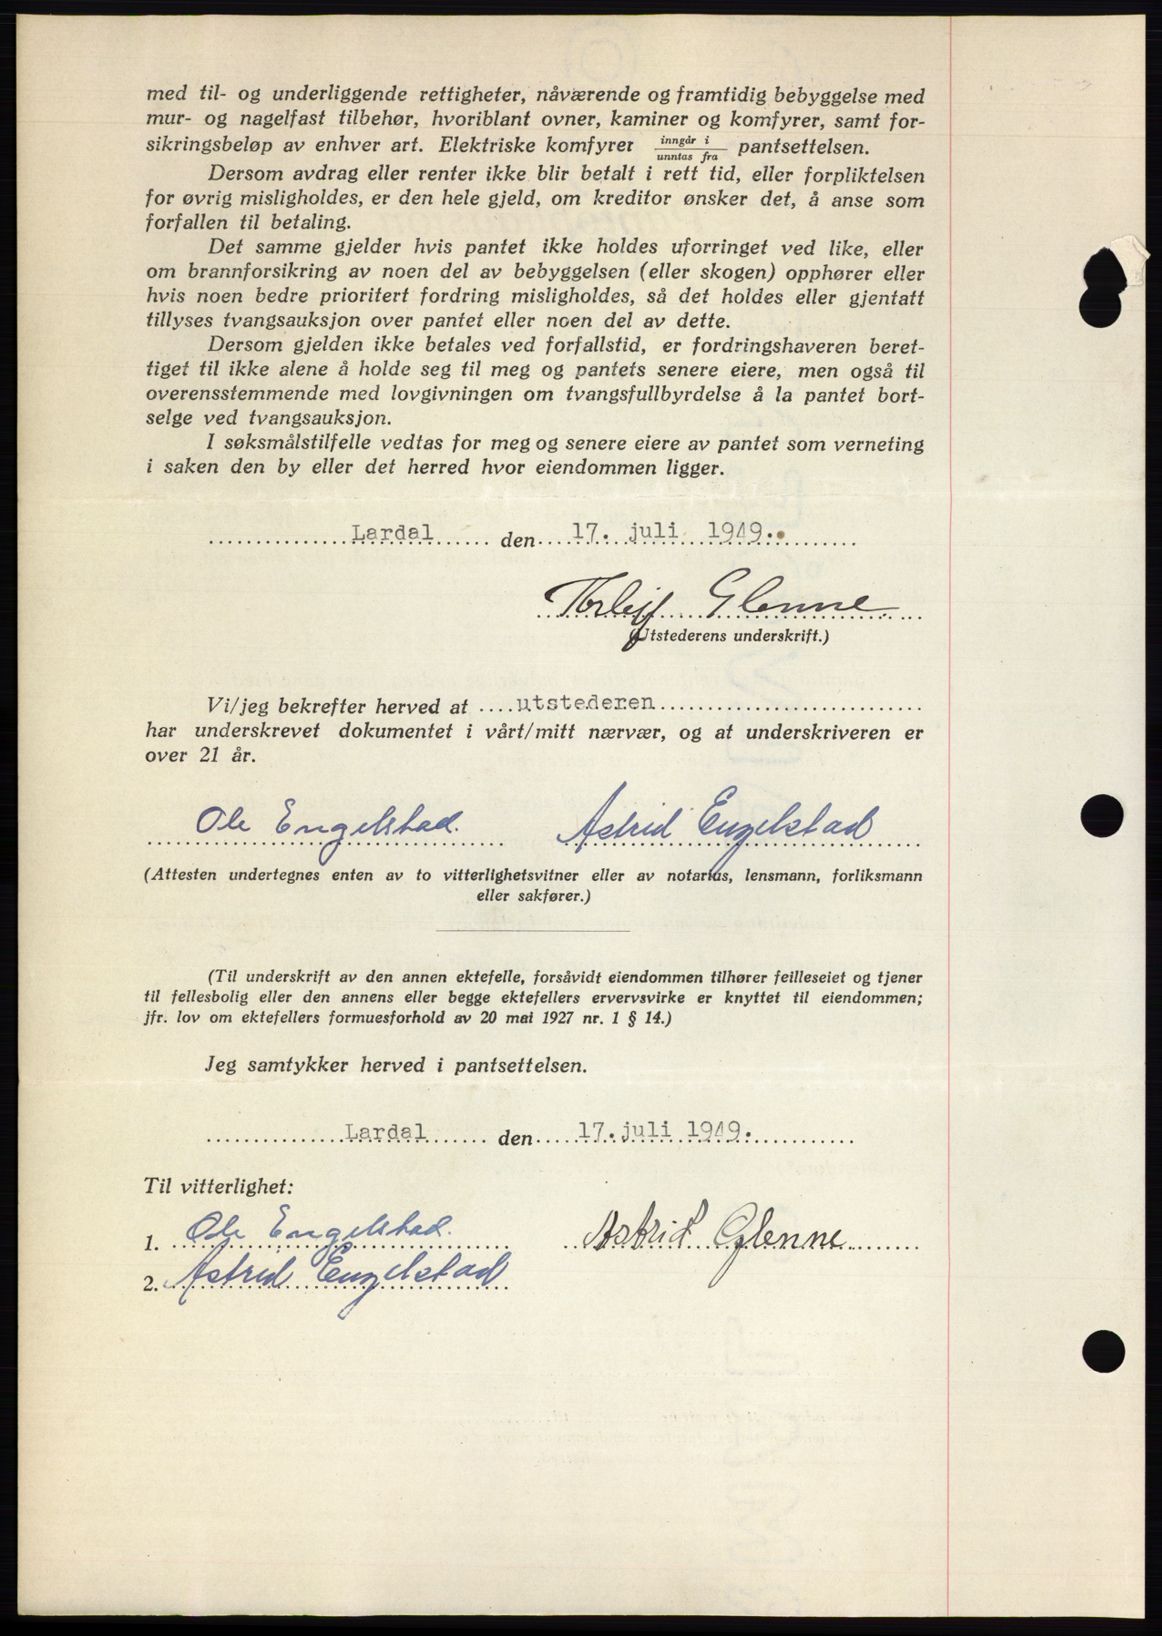 med til- og underliggende rettigheter, nåværende og framtidig bebyggelse med
mur- og nagelfast tilbehør, hvoriblant ovner, kaminer og komfyrer, samt for-
sikringsbeløp av enhver art. Elektriske komfyrer inngår i / unntas fra pantsettelsen.
Dersom avdrag eller renter ikke blir betalt i rett tid, eller forpliktelsen
for øvrig misligholdes, er den hele gjeld, om kreditor ønsker det, å anse som
forfallen til betaling.
Det samme gjelder hvis pantet ikke holdes uforringet ved like, eller
om brannforsikring av noen del av bebyggelsen (eller skogen) opphører eller
hvis noen bedre prioritert fordring misligholdes, så det holdes eller gjentatt
tillyses tvangsauksjon over pantet eller noen del av dette.
Dersom gjelden ikke betales ved forfallstid, er fordringshaveren beret-
tiget til ikke alene å holde seg til meg og pantets senere eiere, men også til
overensstemmende med lovgivningen om tvangsfullbyrdelse å la pantet bort-
selge ved tvangsauksjon.
I søksmålstilfelle vedtas for meg og senere eiere av pantet som verneting
i saken den by eller det herred hvor eiendommen ligger.
Lardal den 17. juli 1949.
Torleif Glenne
(Utstederens underskrift.)
Vi/jeg bekrefter herved at utstederen
har underskrevet dokumentet i vårt/mitt nærvær, og at underskriveren er
over 21 år.
Ole Engelstad. Astrid Engelstad
(Attesten undertegnes enten av to vitterlighetsvitner eller av notarius, lensmann, forliksmann
eller sakfører.)
(Til underskrift av den annen ektefelle, forsåvidt eiendommen tilhører feilleseiet og tjener
til fellesbolig eller den annens eller begge ektefellers ervervsvirke er knyttet til eiendommen;
jfr. lov om ektefellers formuesforhold av 20 mai 1927 nr. 1 § 14.)
Jeg samtykker herved i pantsettelsen.
Lardal den 17. juli 1949.
Til vitterlighet:
1. Ole Engelstad. Astrid Glenne
2. Astrid Engelstad